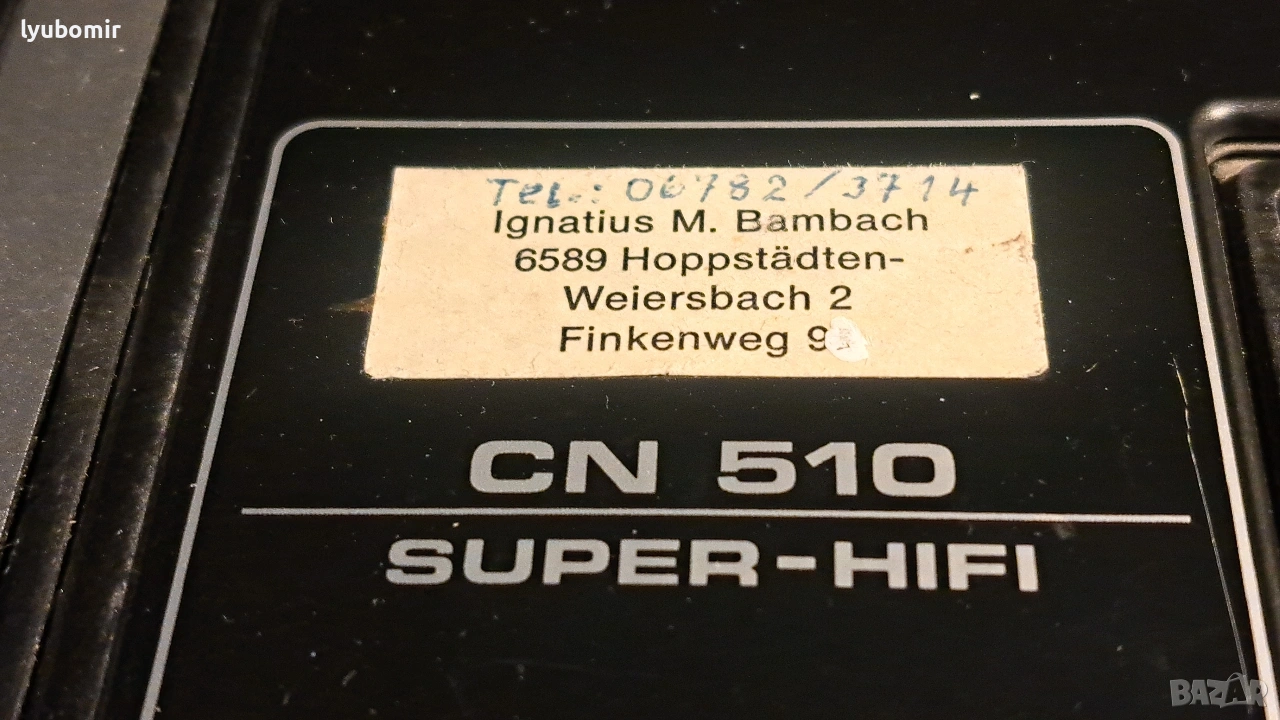 lyubomir
Tel.: 06782/3714
Ignatius M. Bambach
6589 Hoppstädten-
Weiersbach 2
Finkenweg 9
CN 510
SUPER-HIFI
BAZAR